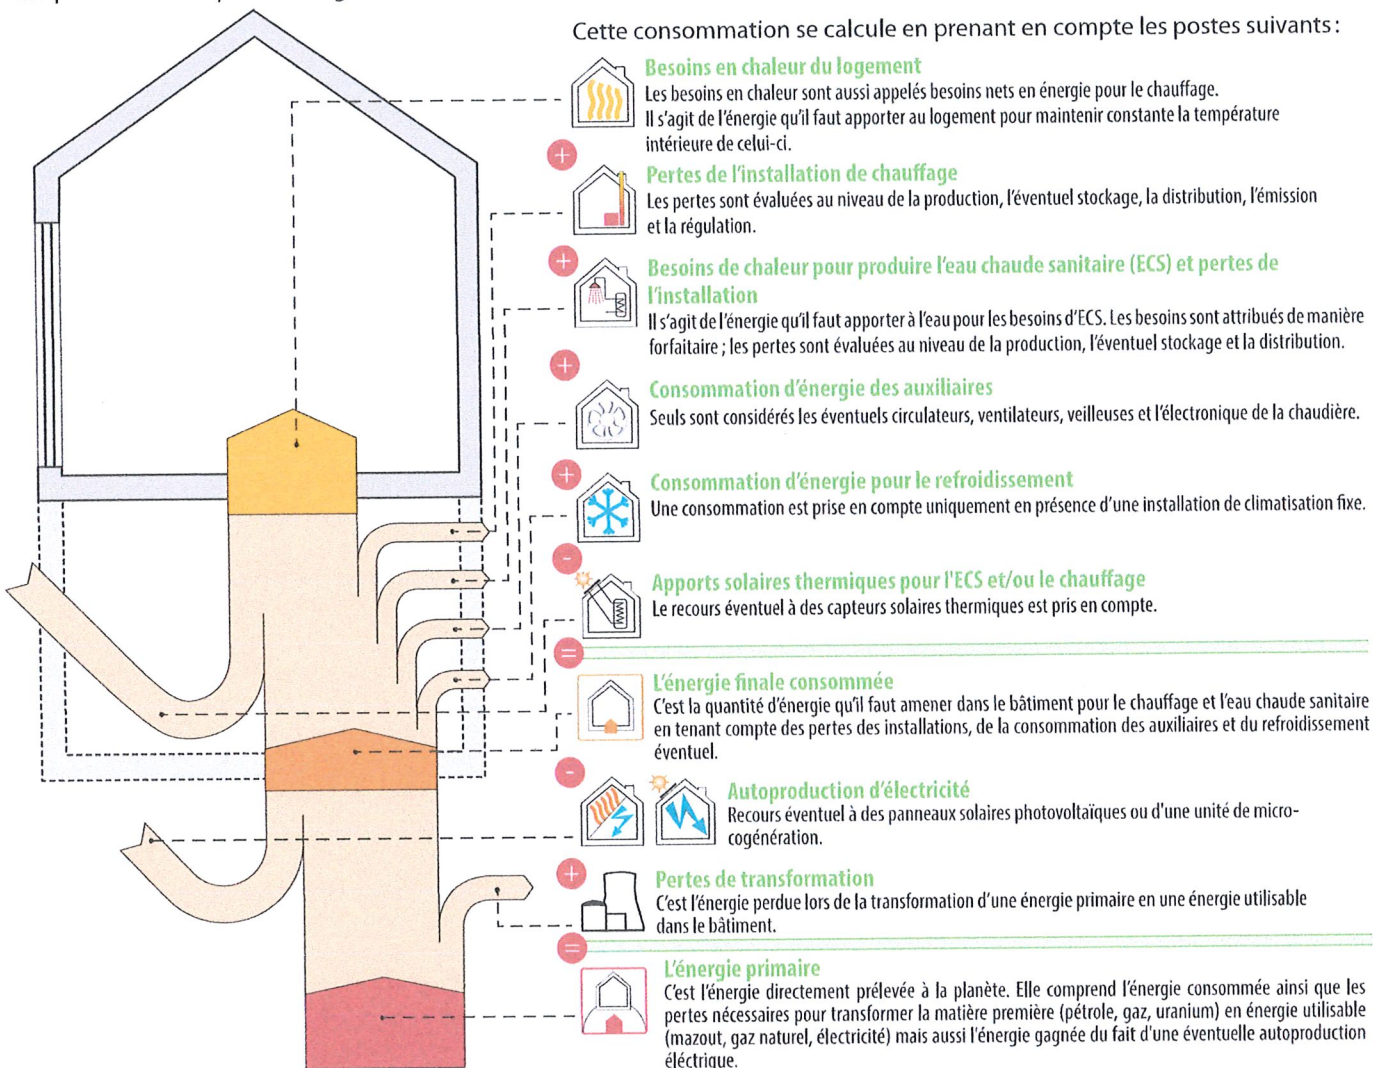 Cette consommation se calcule en prenant en compte les postes suivants :
Besoins en chaleur du logement
Les besoins en chaleur sont aussi appelés besoins nets en énergie pour le chauffage.
Il s'agit de l'énergie qu'il faut apporter au logement pour maintenir constante la température
intérieure de celui-ci.
+
Pertes de l'installation de chauffage
Les pertes sont évaluées au niveau de la production, l'éventuel stockage, la distribution, l'émission
et la régulation.
+
Besoins de chaleur pour produire l'eau chaude sanitaire (ECS) et pertes de
l'installation
Il s'agit de l'énergie qu'il faut apporter à l'eau pour les besoins d'ECS. Les besoins sont attribués de manière
forfaitaire ; les pertes sont évaluées au niveau de la production, l'éventuel stockage et la distribution.
+
Consommation d'énergie des auxiliaires
Seuls sont considérés les éventuels circulateurs, ventilateurs, veilleuses et l'électronique de la chaudière.
+
Consommation d'énergie pour le refroidissement
Une consommation est prise en compte uniquement en présence d'une installation de climatisation fixe.
-
Apports solaires thermiques pour l'ECS et/ou le chauffage
Le recours éventuel à des capteurs solaires thermiques est pris en compte.
=
L'énergie finale consommée
C'est la quantité d'énergie qu'il faut amener dans le bâtiment pour le chauffage et l'eau chaude sanitaire
en tenant compte des pertes des installations, de la consommation des auxiliaires et du refroidissement
éventuel.
-
Autoproduction d'électricité
Recours éventuel à des panneaux solaires photovoltaïques ou d'une unité de micro-
cogénération.
+
Pertes de transformation
C'est l'énergie perdue lors de la transformation d'une énergie primaire en une énergie utilisable
dans le bâtiment.
=
L'énergie primaire
C'est l'énergie directement prélevée à la planète. Elle comprend l'énergie consommée ainsi que les
pertes nécessaires pour transformer la matière première (pétrole, gaz, uranium) en énergie utilisable
(mazout, gaz naturel, électricité) mais aussi l'énergie gagnée du fait d'une éventuelle autoproduction
éléctrique.